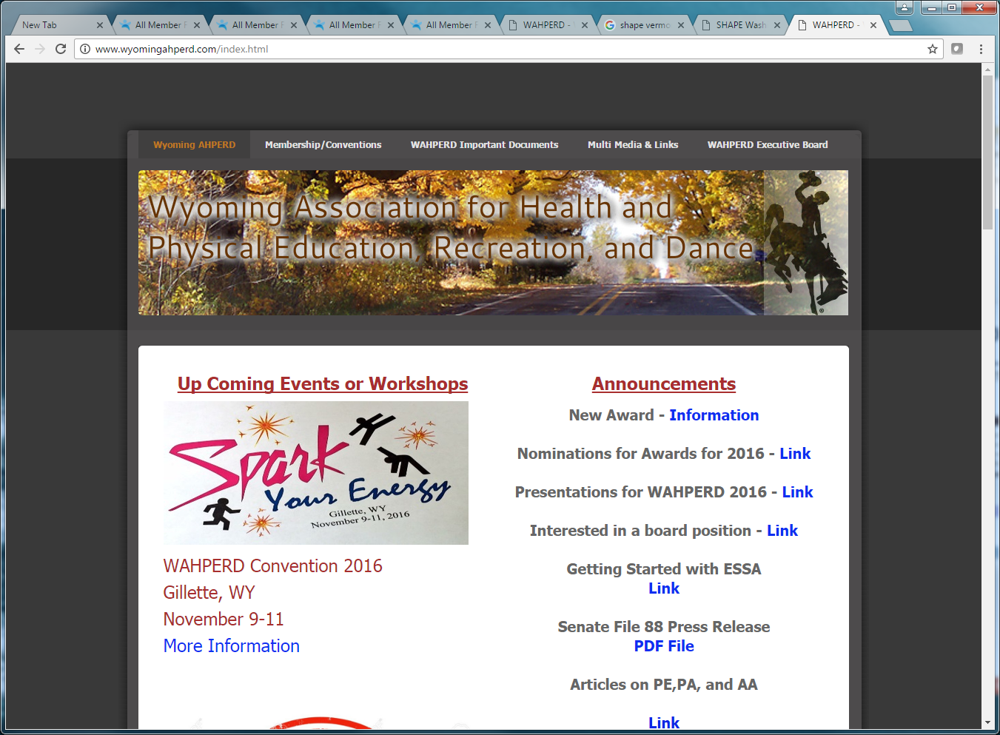 New Tab
All Member
All Member
All Member
All Member
WAHPERD -
shape vermo
SHAPE Wash
WAHPERD -
www.wyomingahperd.com/index.html
Wyoming AHPERD
Membership/Conventions
WAHPERD Important Documents
Multi Media & Links
WAHPERD Executive Board
Wyoming Association for Health and
Physical Education, Recreation, and Dance
Up Coming Events or Workshops
Spark
Your Energy
Gillette, WY
November 9-11, 2016
WAHPERD Convention 2016
Gillette, WY
November 9-11
More Information
Announcements
New Award - Information
Nominations for Awards for 2016 - Link
Presentations for WAHPERD 2016 - Link
Interested in a board position - Link
Getting Started with ESSA
Link
Senate File 88 Press Release
PDF File
Articles on PE,PA, and AA
Link